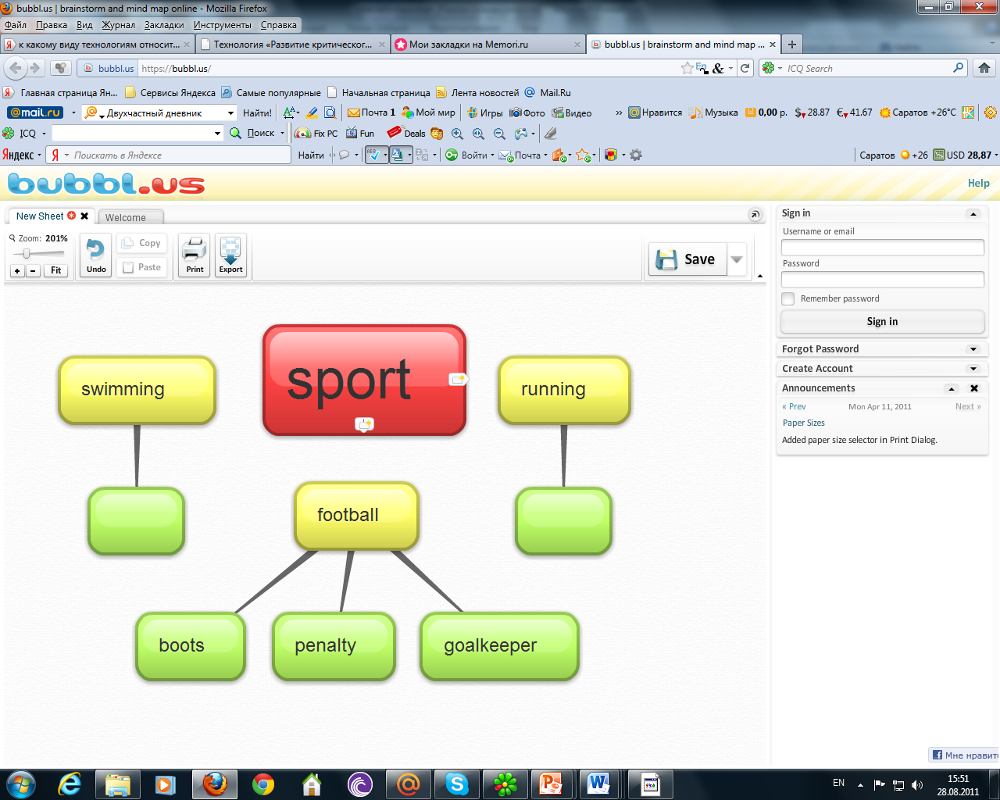 bubbl.us | brainstorm and mind map online - Mozilla Firefox
Файл Правка Вид Журнал Закладки Инструменты Справка
к какому виду технологиям относит... Технология «Развитие критическог... Мои закладки на Memori.ru bubbl.us | brainstorm and mind map ...
bubbl.us https://bubbl.us/ ICQ Search
Главная страница Ян... Сервисы Яндекса Самые популярные Начальная страница Лента новостей Mail.Ru
@mail.ru Двухчастный дневник Найти! Почта 1 Мой мир Игры Фото Видео » Нравится Музыка 0,00 р. $ 28.87 € 41.67 Саратов +26°C
ICQ Поиск Fix PC Fun Deals
Яндекс Я Поискать в Яндексе Найти Войти Почта Саратов +26 USD 28,87
bubbl.us Help
New Sheet Welcome
Zoom: 201%
+ - Fit
Undo
Copy
Paste
Print
Export
Save
Sign in
Username or email
Password
Remember password
Sign in
Forgot Password
Create Account
Announcements
« Prev Mon Apr 11, 2011 Next »
Paper Sizes
Added paper size selector in Print Dialog.
swimming
sport
running
football
boots
penalty
goalkeeper
Мне нравит
EN
15:51
28.08.2011